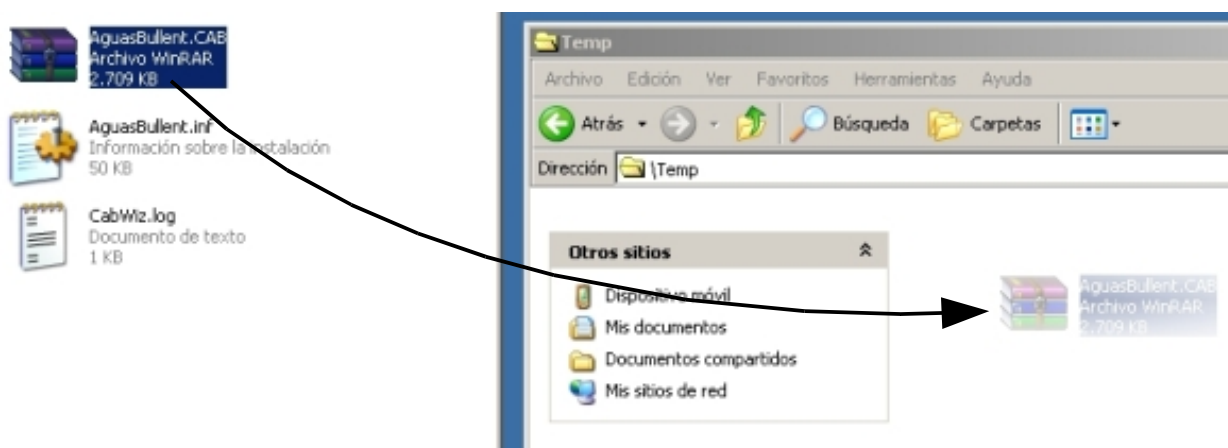 AguasBullent.CAB
Archivo WinRAR
2.709 KB
AguasBullent.inf
Información sobre la instalación
50 KB
CabWiz.log
Documento de texto
1 KB
Temp
Archivo Edición Ver Favoritos Herramientas Ayuda
Atrás Búsqueda Carpetas
Dirección \Temp
Otros sitios
Dispositivo móvil
Mis documentos
Documentos compartidos
Mis sitios de red
AguasBullent.CAB
Archivo WinRAR
2.709 KB